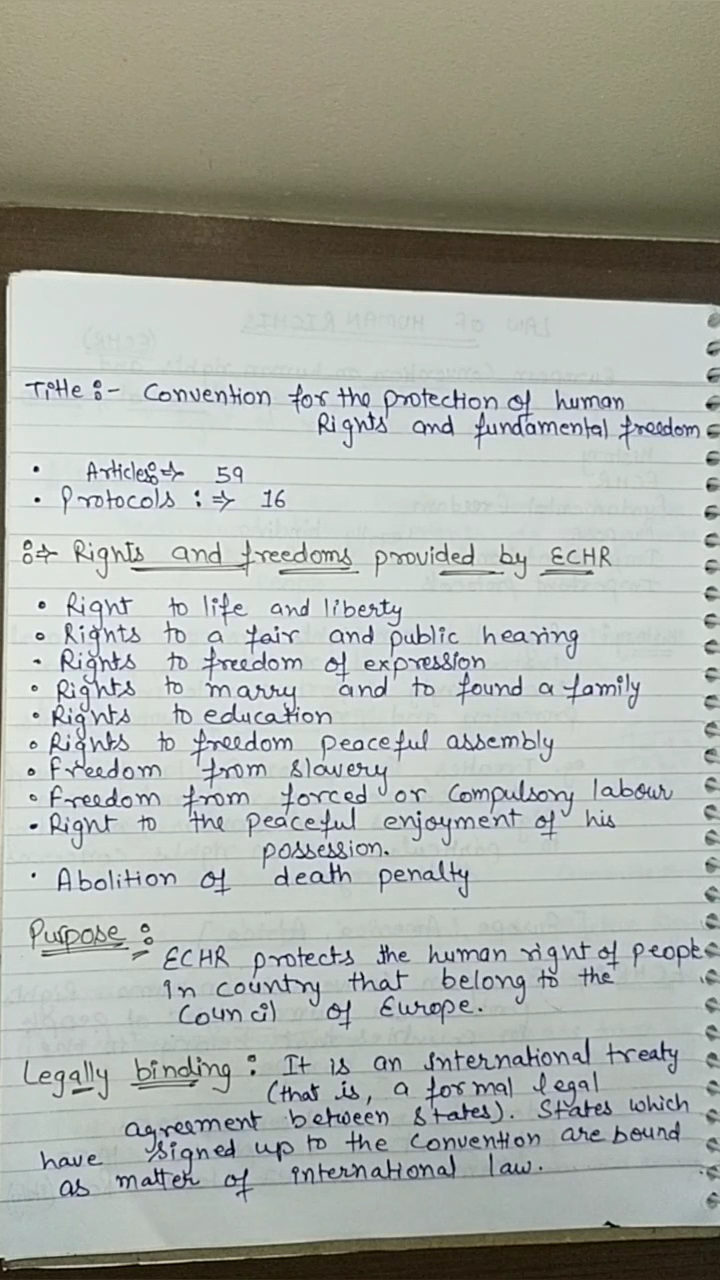 Title :- Convention for the protection of human
Rights and fundamental freedom
• Articles :⇒ 59
• Protocols :⇒ 16
:⇒ Rights and freedoms provided by ECHR
• Right to life and liberty
• Rights to a fair and public hearing
• Rights to freedom of expression
• Rights to marry and to found a family
• Rights to education
• Rights to freedom peaceful assembly
• Freedom from slavery
• Freedom from forced or compulsory labour
• Right to the peaceful enjoyment of his
possession.
• Abolition of death penalty
Purpose :
ECHR protects the human right of people
in country that belong to the
Council of Europe.
Legally binding : It is an International treaty
(that is, a formal legal
agreement between states). States which
have signed up to the convention are bound
as matter of international law.